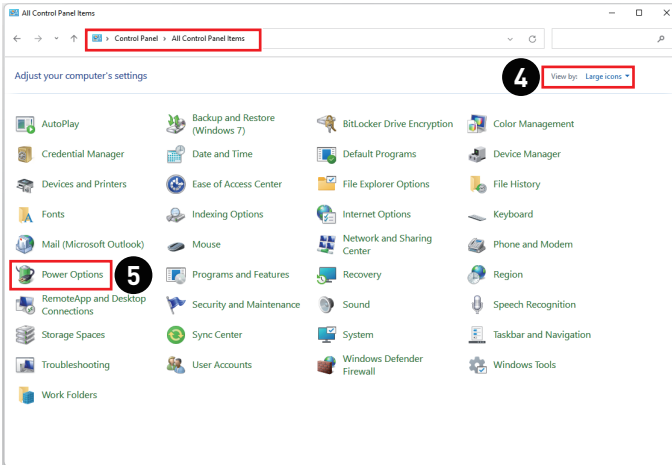 All Control Panel Items
Control Panel > All Control Panel Items
Adjust your computer's settings
4
View by: Large icons
AutoPlay
Backup and Restore
(Windows 7)
BitLocker Drive Encryption
Color Management
Credential Manager
Date and Time
Default Programs
Device Manager
Devices and Printers
Ease of Access Center
File Explorer Options
File History
Fonts
Indexing Options
Internet Options
Keyboard
Mail (Microsoft Outlook)
Mouse
Network and Sharing
Center
Phone and Modem
Power Options
5
Programs and Features
Recovery
Region
RemoteApp and Desktop
Connections
Security and Maintenance
Sound
Speech Recognition
Storage Spaces
Sync Center
System
Taskbar and Navigation
Troubleshooting
User Accounts
Windows Defender
Firewall
Windows Tools
Work Folders